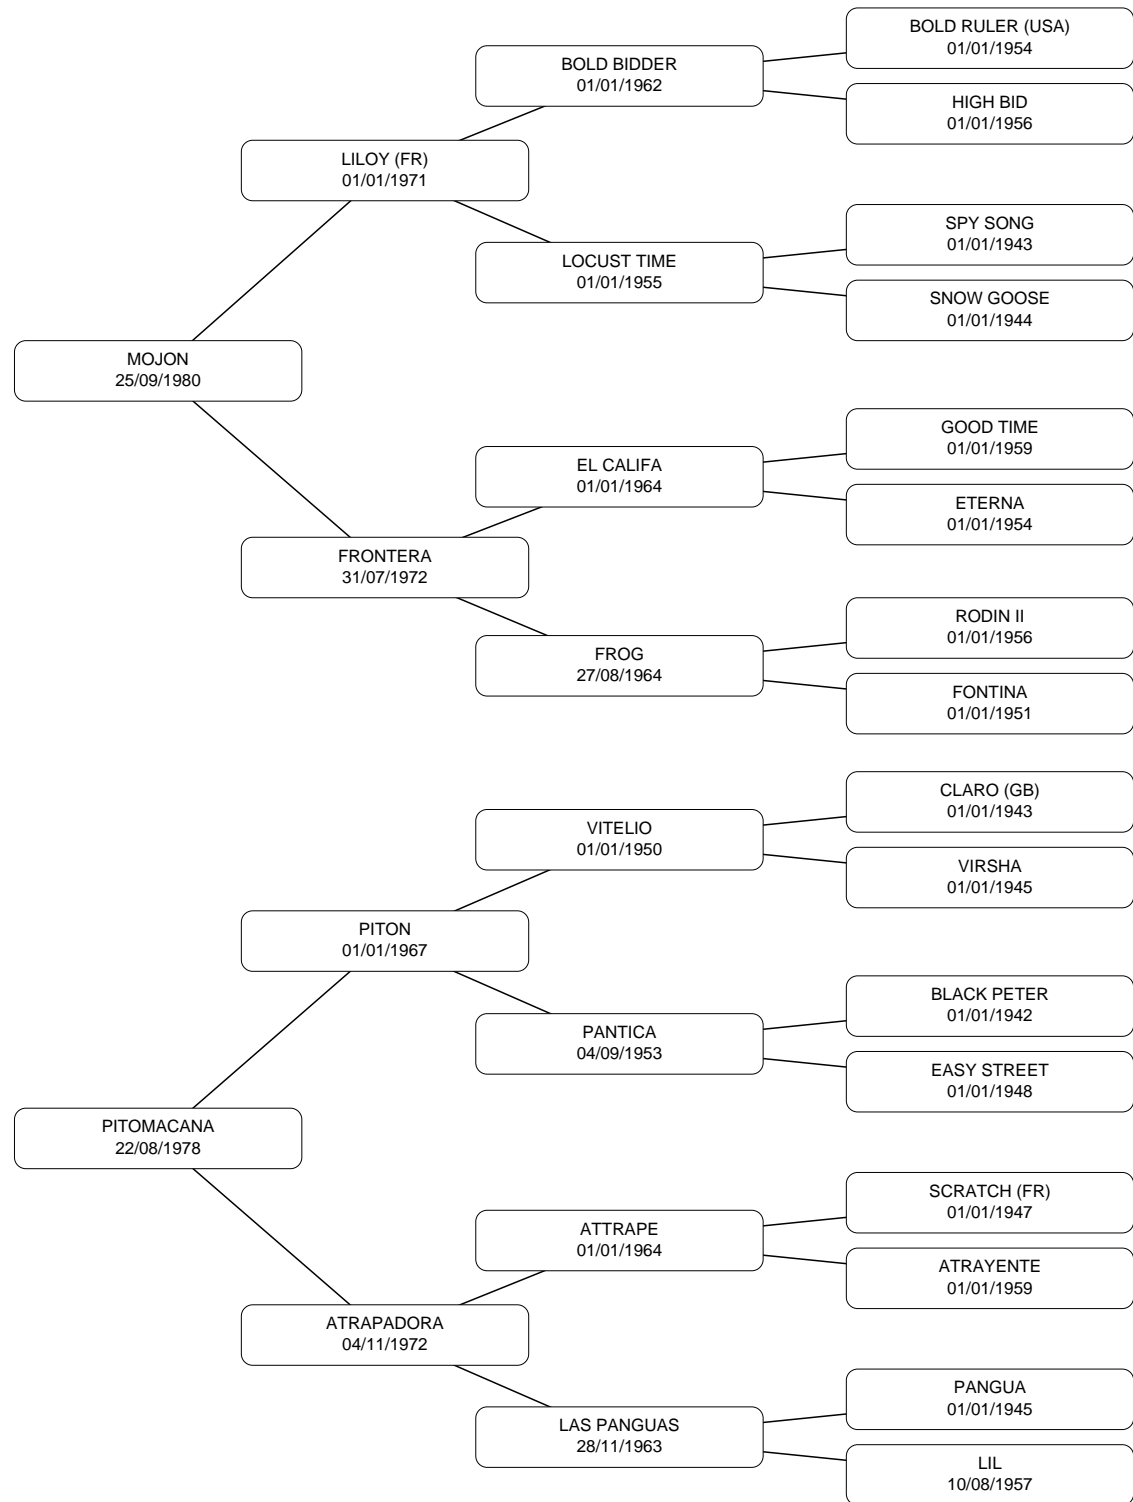 BOLD RULER (USA)
01/01/1954
BOLD BIDDER
01/01/1962
HIGH BID
01/01/1956
LILOY (FR)
01/01/1971
SPY SONG
01/01/1943
LOCUST TIME
01/01/1955
SNOW GOOSE
01/01/1944
MOJON
25/09/1980
GOOD TIME
01/01/1959
EL CALIFA
01/01/1964
ETERNA
01/01/1954
FRONTERA
31/07/1972
RODIN II
01/01/1956
FROG
27/08/1964
FONTINA
01/01/1951
CLARO (GB)
01/01/1943
VITELIO
01/01/1950
VIRSHA
01/01/1945
PITON
01/01/1967
BLACK PETER
01/01/1942
PANTICA
04/09/1953
EASY STREET
01/01/1948
PITOMACANA
22/08/1978
SCRATCH (FR)
01/01/1947
ATTRAPE
01/01/1964
ATRAYENTE
01/01/1959
ATRAPADORA
04/11/1972
PANGUA
01/01/1945
LAS PANGUAS
28/11/1963
LIL
10/08/1957